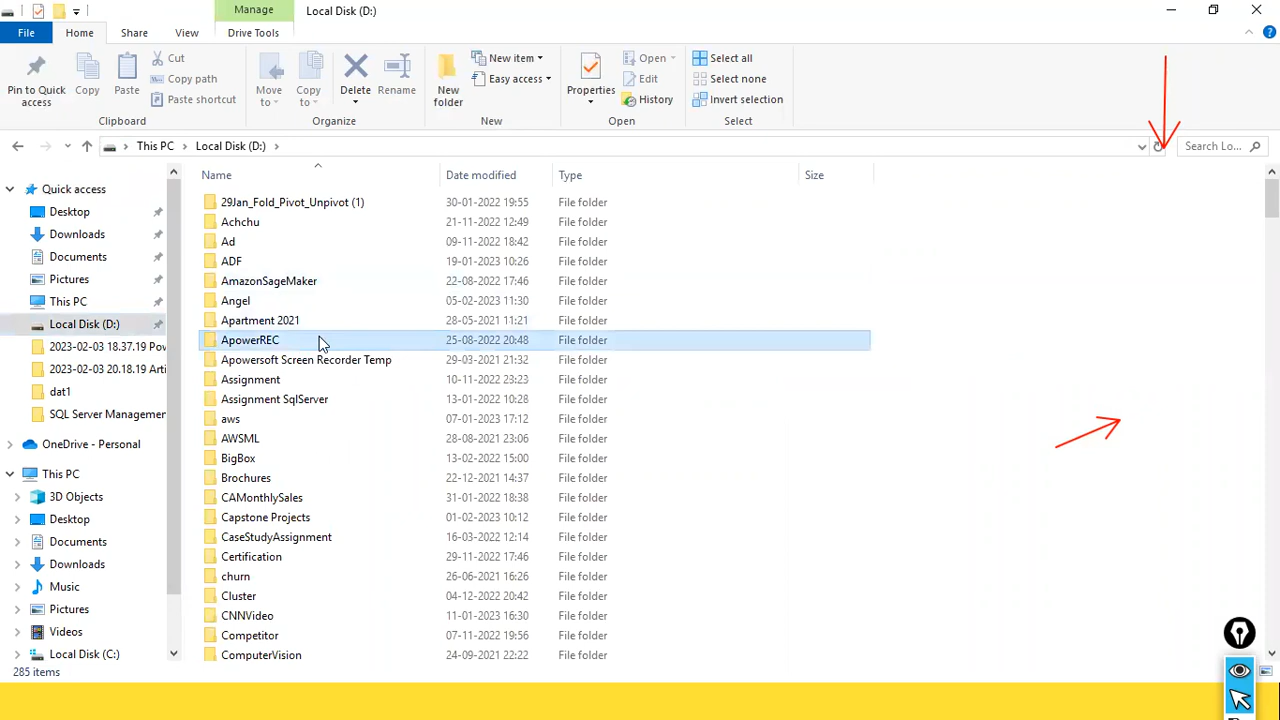 Manage
Local Disk (D:)
File
Home
Share
View
Drive Tools
Pin to Quick access
Copy
Paste
Cut
Copy path
Paste shortcut
Clipboard
Move to
Copy to
Delete
Rename
Organize
New folder
New item
Easy access
New
Properties
Open
Edit
History
Open
Select all
Select none
Invert selection
Select
This PC > Local Disk (D:) >
Search Lo...
Name Date modified Type Size
Quick access
Desktop
Downloads
Documents
Pictures
This PC
Local Disk (D:)
2023-02-03 18.37.19 Pov
2023-02-03 20.18.19 Arti
dat1
SQL Server Managemen
OneDrive - Personal
This PC
3D Objects
Desktop
Documents
Downloads
Music
Pictures
Videos
Local Disk (C:)
29Jan_Fold_Pivot_Unpivot (1) 30-01-2022 19:55 File folder
Achchu 21-11-2022 12:49 File folder
Ad 09-11-2022 18:42 File folder
ADF 19-01-2023 10:26 File folder
AmazonSageMaker 22-08-2022 17:46 File folder
Angel 05-02-2023 11:30 File folder
Apartment 2021 28-05-2021 11:21 File folder
ApowerREC 25-08-2022 20:48 File folder
Apowersoft Screen Recorder Temp 29-03-2021 21:32 File folder
Assignment 10-11-2022 23:23 File folder
Assignment SqlServer 13-01-2022 10:28 File folder
aws 07-01-2023 17:12 File folder
AWSML 28-08-2021 23:06 File folder
BigBox 13-02-2022 15:00 File folder
Brochures 22-12-2021 14:37 File folder
CAMonthlySales 31-01-2022 18:38 File folder
Capstone Projects 01-02-2023 10:12 File folder
CaseStudyAssignment 16-03-2022 12:14 File folder
Certification 29-11-2022 17:46 File folder
churn 26-06-2021 16:26 File folder
Cluster 04-12-2022 20:42 File folder
CNNVideo 11-01-2023 16:30 File folder
Competitor 07-11-2022 19:56 File folder
ComputerVision 24-09-2021 22:22 File folder
285 items